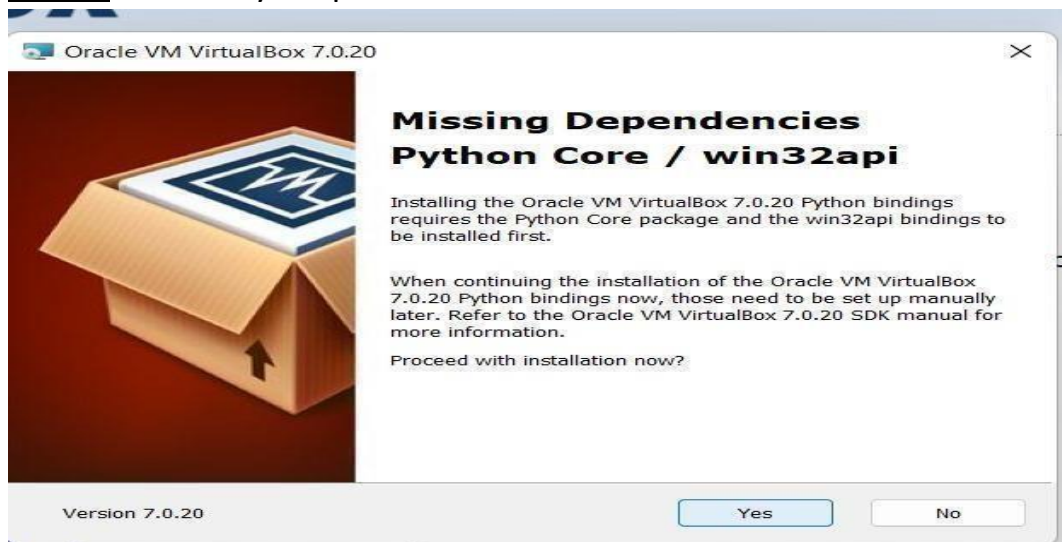 Oracle VM VirtualBox 7.0.20
Missing Dependencies
Python Core / win32api
Installing the Oracle VM VirtualBox 7.0.20 Python bindings
requires the Python Core package and the win32api bindings to
be installed first.
When continuing the installation of the Oracle VM VirtualBox
7.0.20 Python bindings now, those need to be set up manually
later. Refer to the Oracle VM VirtualBox 7.0.20 SDK manual for
more information.
Proceed with installation now?
Version 7.0.20
Yes
No